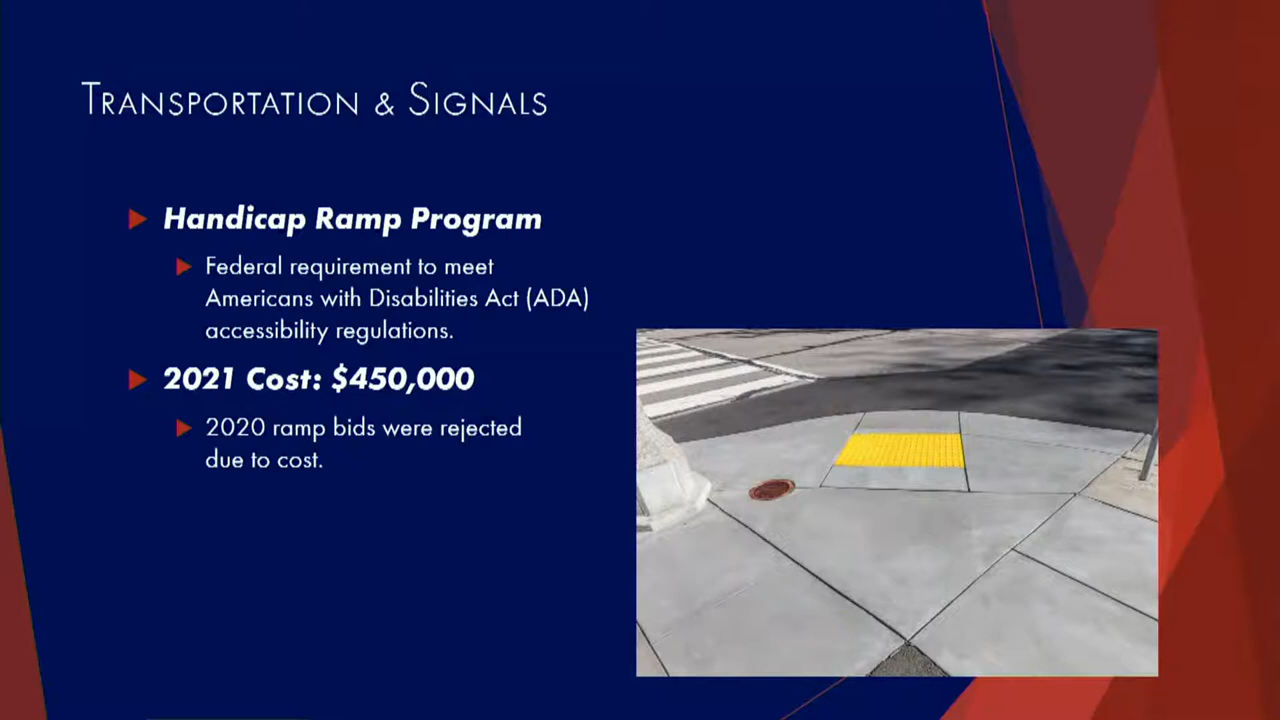 Transportation & Signals
Handicap Ramp Program
Federal requirement to meet
Americans with Disabilities Act (ADA)
accessibility regulations.
2021 Cost: $450,000
2020 ramp bids were rejected
due to cost.